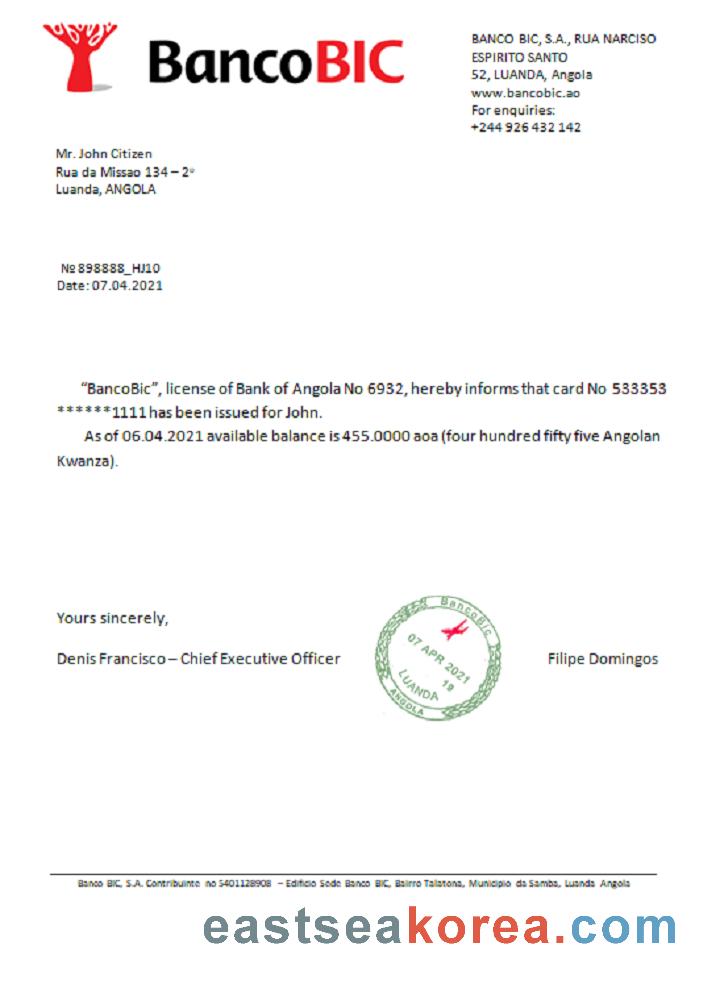 BancoBIC
BANCO BIC, S.A., RUA NARCISO
ESPIRITO SANTO
52, LUANDA, Angola
www.bancobic.ao
For enquiries:
+244 926 432 142
Mr. John Citizen
Rua da Missao 134 – 2º
Luanda, ANGOLA
№ 898888_HJ10
Date: 07.04.2021
“BancoBic”, license of Bank of Angola No 6932, hereby informs that card No 533353
******1111 has been issued for John.
As of 06.04.2021 available balance is 455.0000 aoa (four hundred fifty five Angolan
Kwanza).
Yours sincerely,
Denis Francisco – Chief Executive Officer
BancoBic
07 APR 2021
19
LUANDA
ANGOLA
Filipe Domingos
Banco BIC, S.A. Contribuinte no 5401128908 – Edificio Sede Banco BIC, Bairro Talatona, Municipio da Samba, Luanda Angola
eastseakorea.com